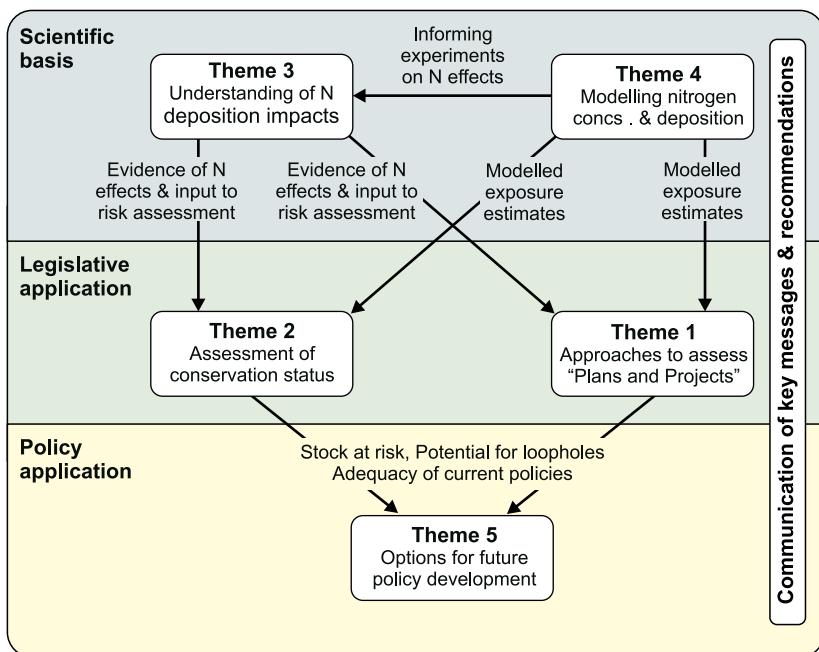 Scientific
basis
Informing
experiments
on N effects
Theme 3
Understanding of N
deposition impacts
Theme 4
Modelling nitrogen
concs . & deposition
Evidence of N
effects & input to
risk assessment
Evidence of N
effects & input to
risk assessment
Modelled
exposure
estimates
Modelled
exposure
estimates
Legislative
application
Theme 2
Assessment of
conservation status
Theme 1
Approaches to assess
“Plans and Projects”
Policy
application
Stock at risk, Potential for loopholes
Adequacy of current policies
Theme 5
Options for future
policy development
Communication of key messages & recommendations